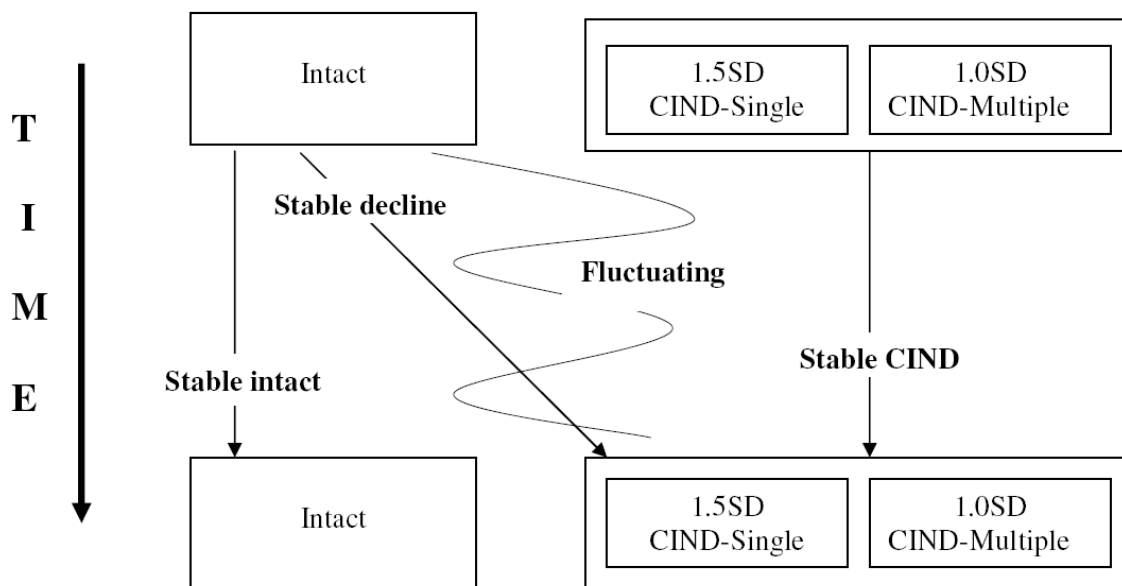 Intact
1.5SD
CIND-Single
1.0SD
CIND-Multiple
T
I
M
E
Stable decline
Fluctuating
Stable CIND
Stable intact
Intact
1.5SD
CIND-Single
1.0SD
CIND-Multiple